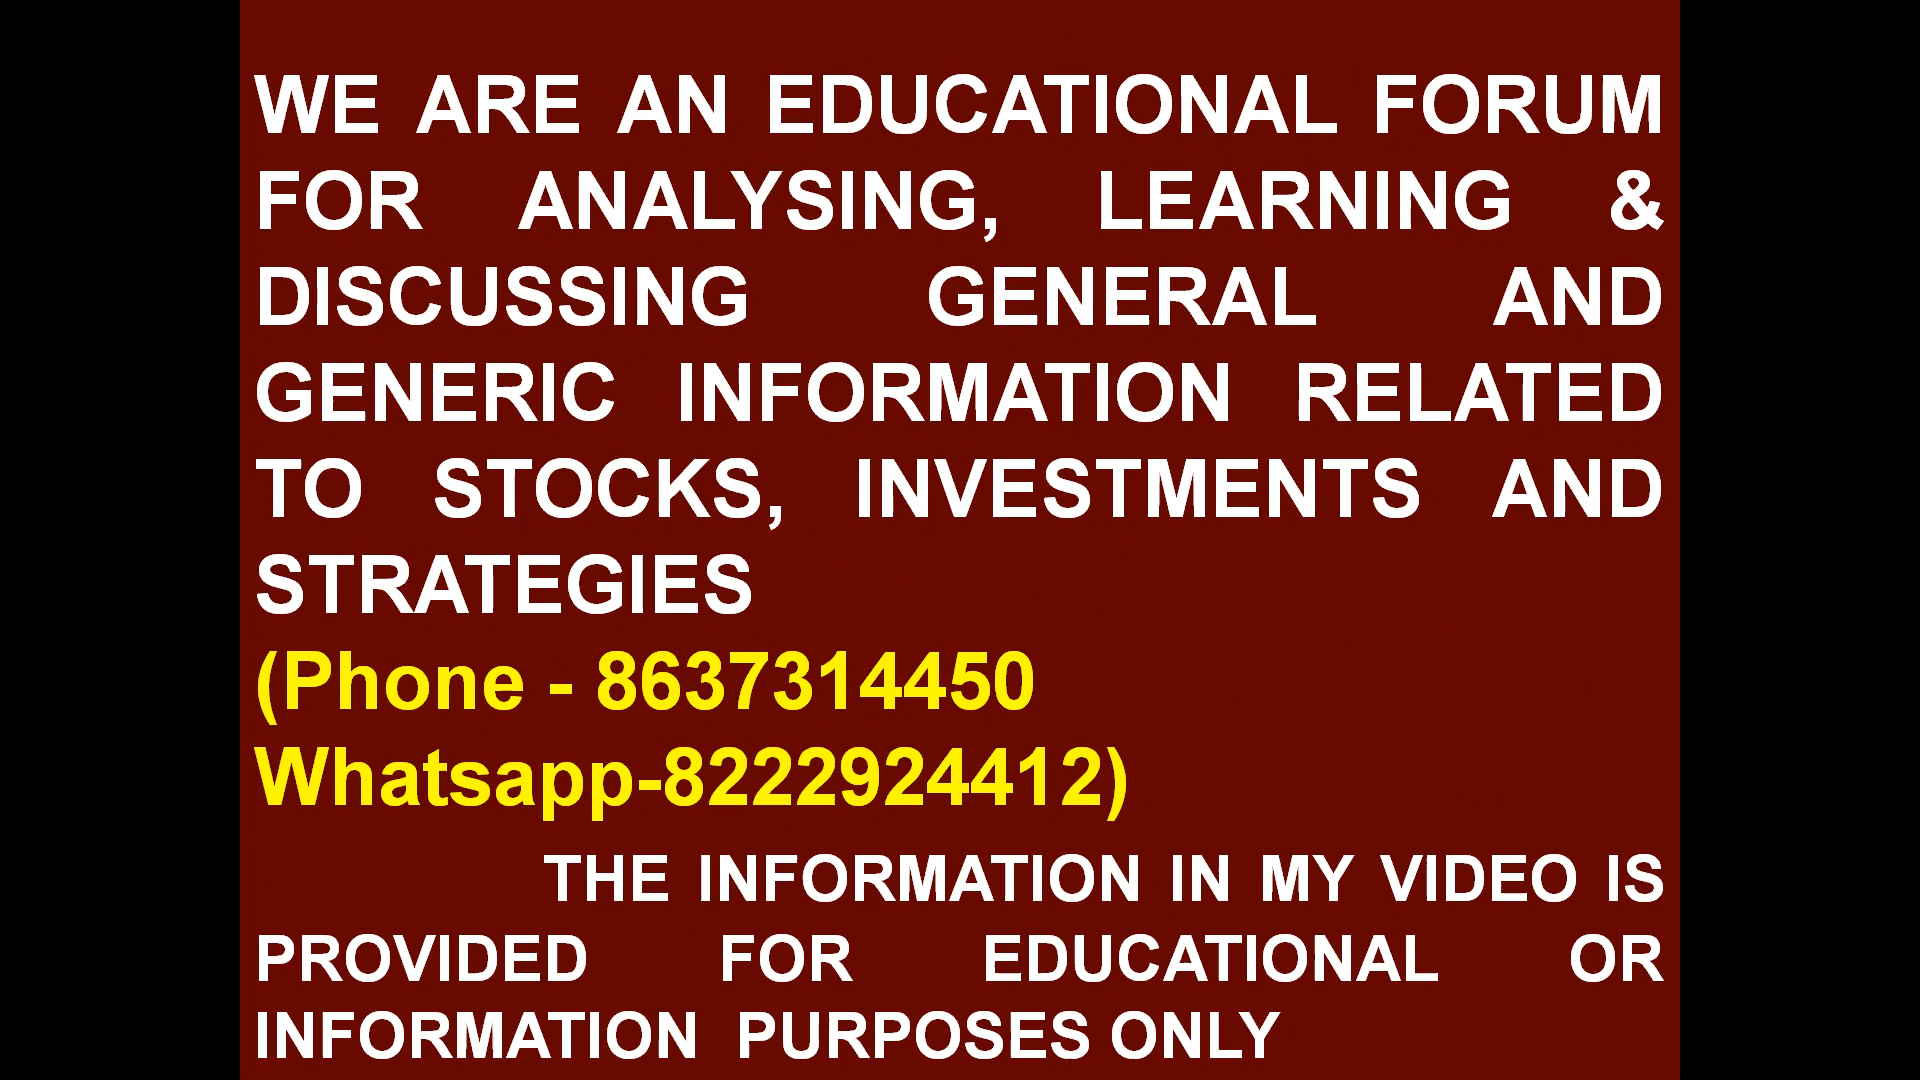 WE ARE AN EDUCATIONAL FORUM
FOR ANALYSING, LEARNING &
DISCUSSING GENERAL AND
GENERIC INFORMATION RELATED
TO STOCKS, INVESTMENTS AND
STRATEGIES
(Phone - 8637314450
Whatsapp-8222924412)
THE INFORMATION IN MY VIDEO IS
PROVIDED FOR EDUCATIONAL OR
INFORMATION PURPOSES ONLY